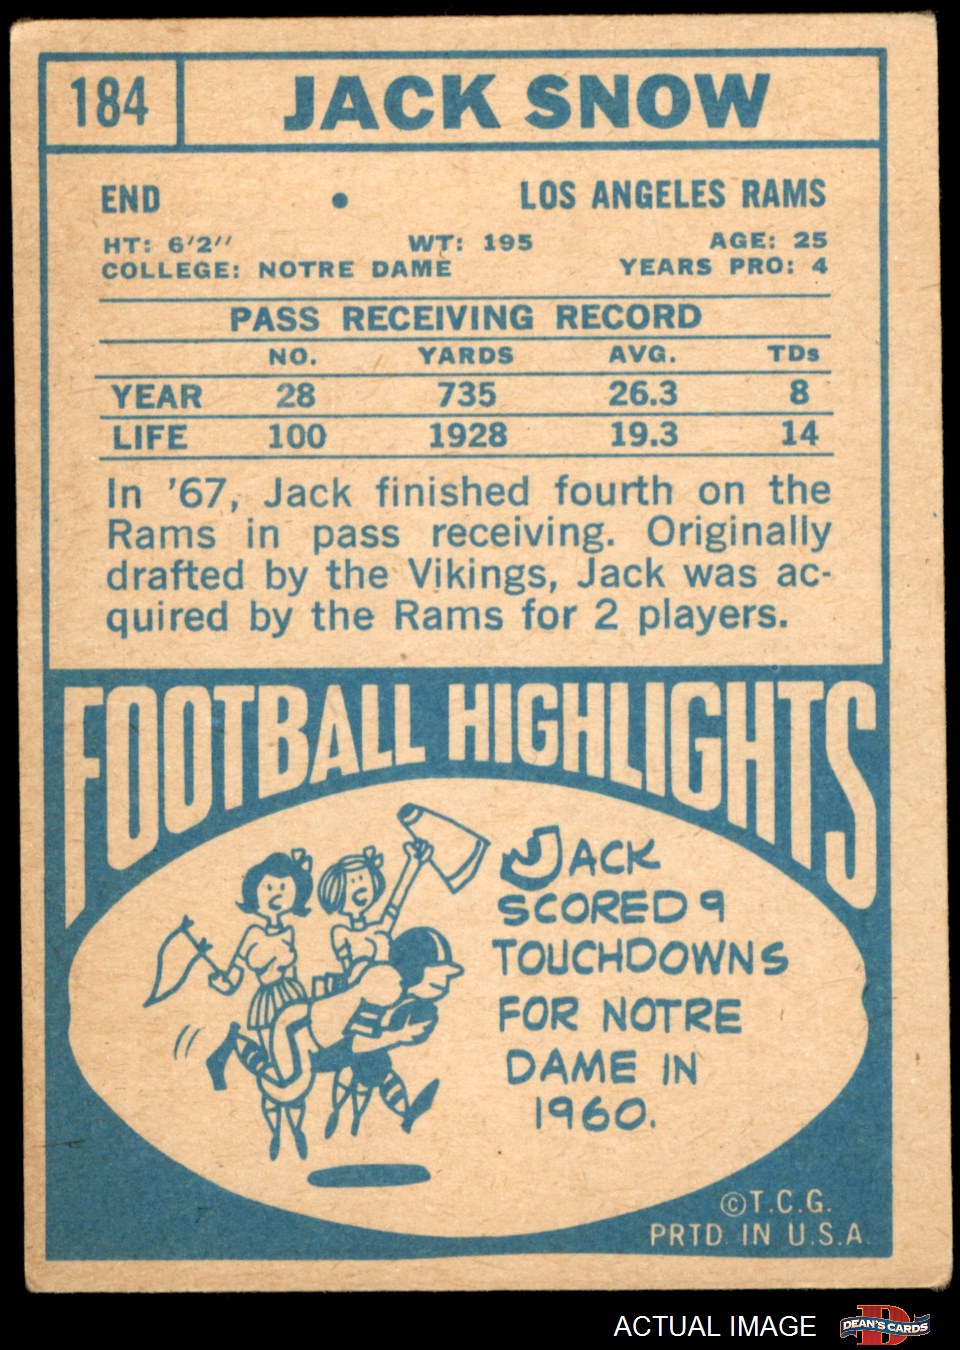 184
JACK SNOW
END • LOS ANGELES RAMS
HT: 6'2'' WT: 195 AGE: 25
COLLEGE: NOTRE DAME YEARS PRO: 4
PASS RECEIVING RECORD
NO. YARDS AVG. TDs
YEAR 28 735 26.3 8
LIFE 100 1928 19.3 14
In '67, Jack finished fourth on the
Rams in pass receiving. Originally
drafted by the Vikings, Jack was ac-
quired by the Rams for 2 players.
FOOTBALL HIGHLIGHTS
JACK
SCORED 9
TOUCHDOWNS
FOR NOTRE
DAME IN
1960.
©T.C.G.
PRTD. IN U.S.A.
ACTUAL IMAGE
D
DEAN'S CARDS